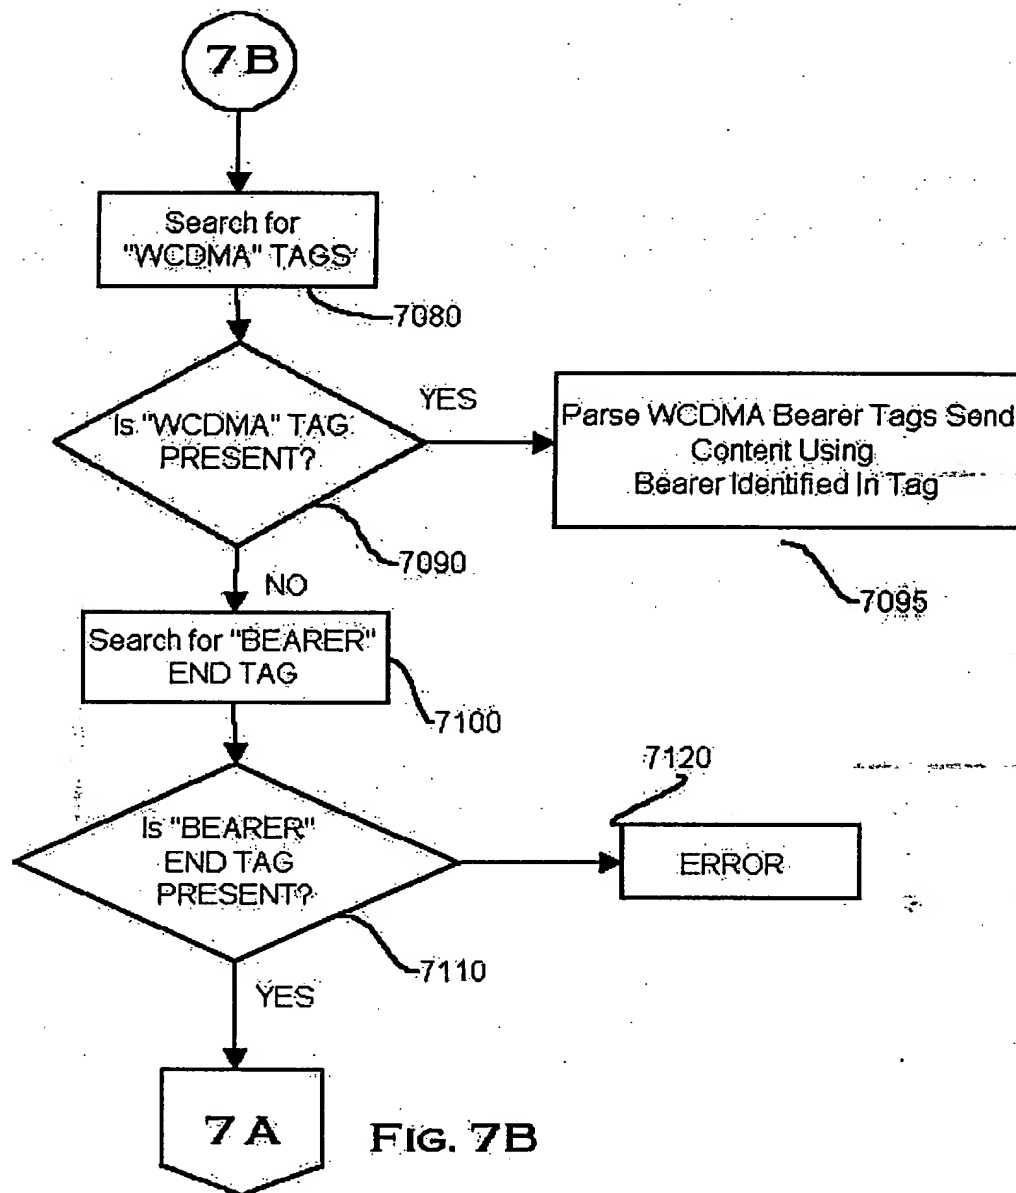 7B
Search for
"WCDMA" TAGS
7080
Is "WCDMA" TAG
PRESENT?
YES
Parse WCDMA Bearer Tags Send
Content Using
Bearer Identified In Tag
7090
7095
NO
Search for "BEARER"
END TAG
7100
7120
Is "BEARER"
END TAG
PRESENT?
ERROR
7110
YES
7A
FIG. 7B